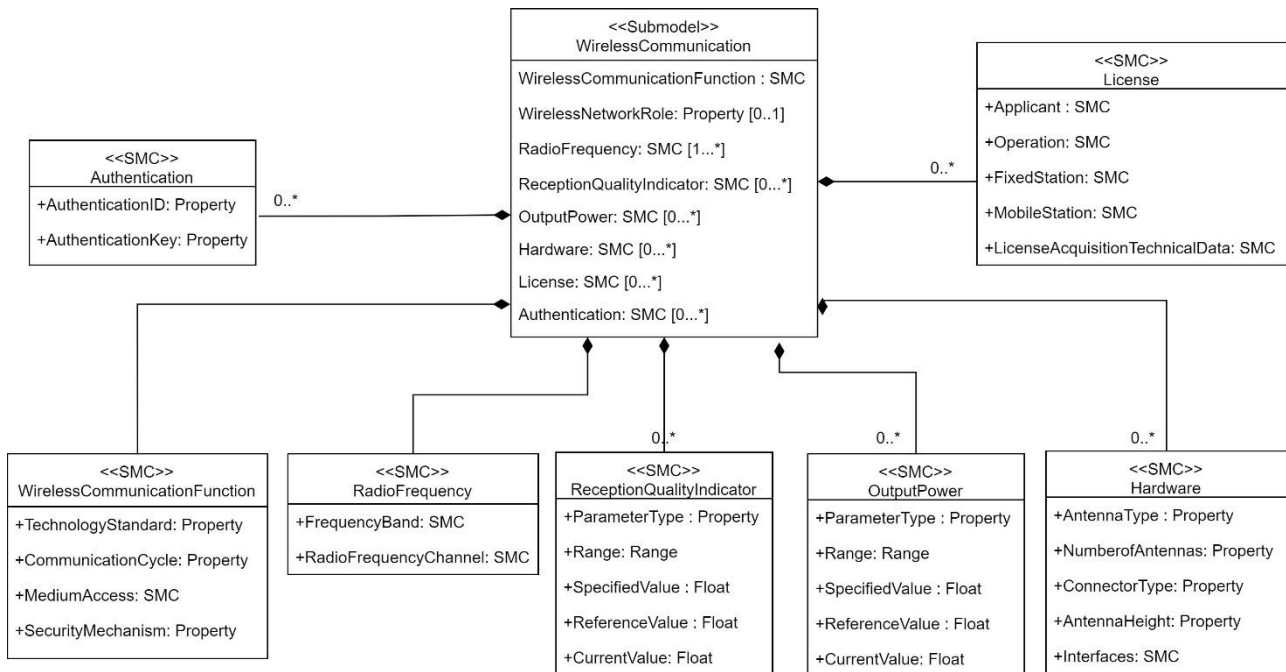 <<Submodel>>
WirelessCommunication
WirelessCommunicationFunction : SMC
WirelessNetworkRole: Property [0..1]
RadioFrequency: SMC [1...*]
ReceptionQualityIndicator: SMC [0...*]
OutputPower: SMC [0...*]
Hardware: SMC [0...*]
License: SMC [0...*]
Authentication: SMC [0...*]
<<SMC>>
License
+Applicant : SMC
+Operation: SMC
+FixedStation: SMC
+MobileStation: SMC
+LicenseAcquisitionTechnicalData: SMC
0..*
<<SMC>>
Authentication
+AuthenticationID: Property
+AuthenticationKey: Property
0..*
<<SMC>>
WirelessCommunicationFunction
+TechnologyStandard: Property
+CommunicationCycle: Property
+MediumAccess: SMC
+SecurityMechanism: Property
<<SMC>>
RadioFrequency
+FrequencyBand: SMC
+RadioFrequencyChannel: SMC
0..*
<<SMC>>
ReceptionQualityIndicator
+ParameterType : Property
+Range: Range
+SpecifiedValue : Float
+ReferenceValue : Float
+CurrentValue: Float
0..*
<<SMC>>
OutputPower
+ParameterType : Property
+Range: Range
+SpecifiedValue : Float
+ReferenceValue : Float
+CurrentValue: Float
0..*
<<SMC>>
Hardware
+AntennaType : Property
+NumberofAntennas: Property
+ConnectorType : Property
+AntennaHeight: Property
+Interfaces: SMC